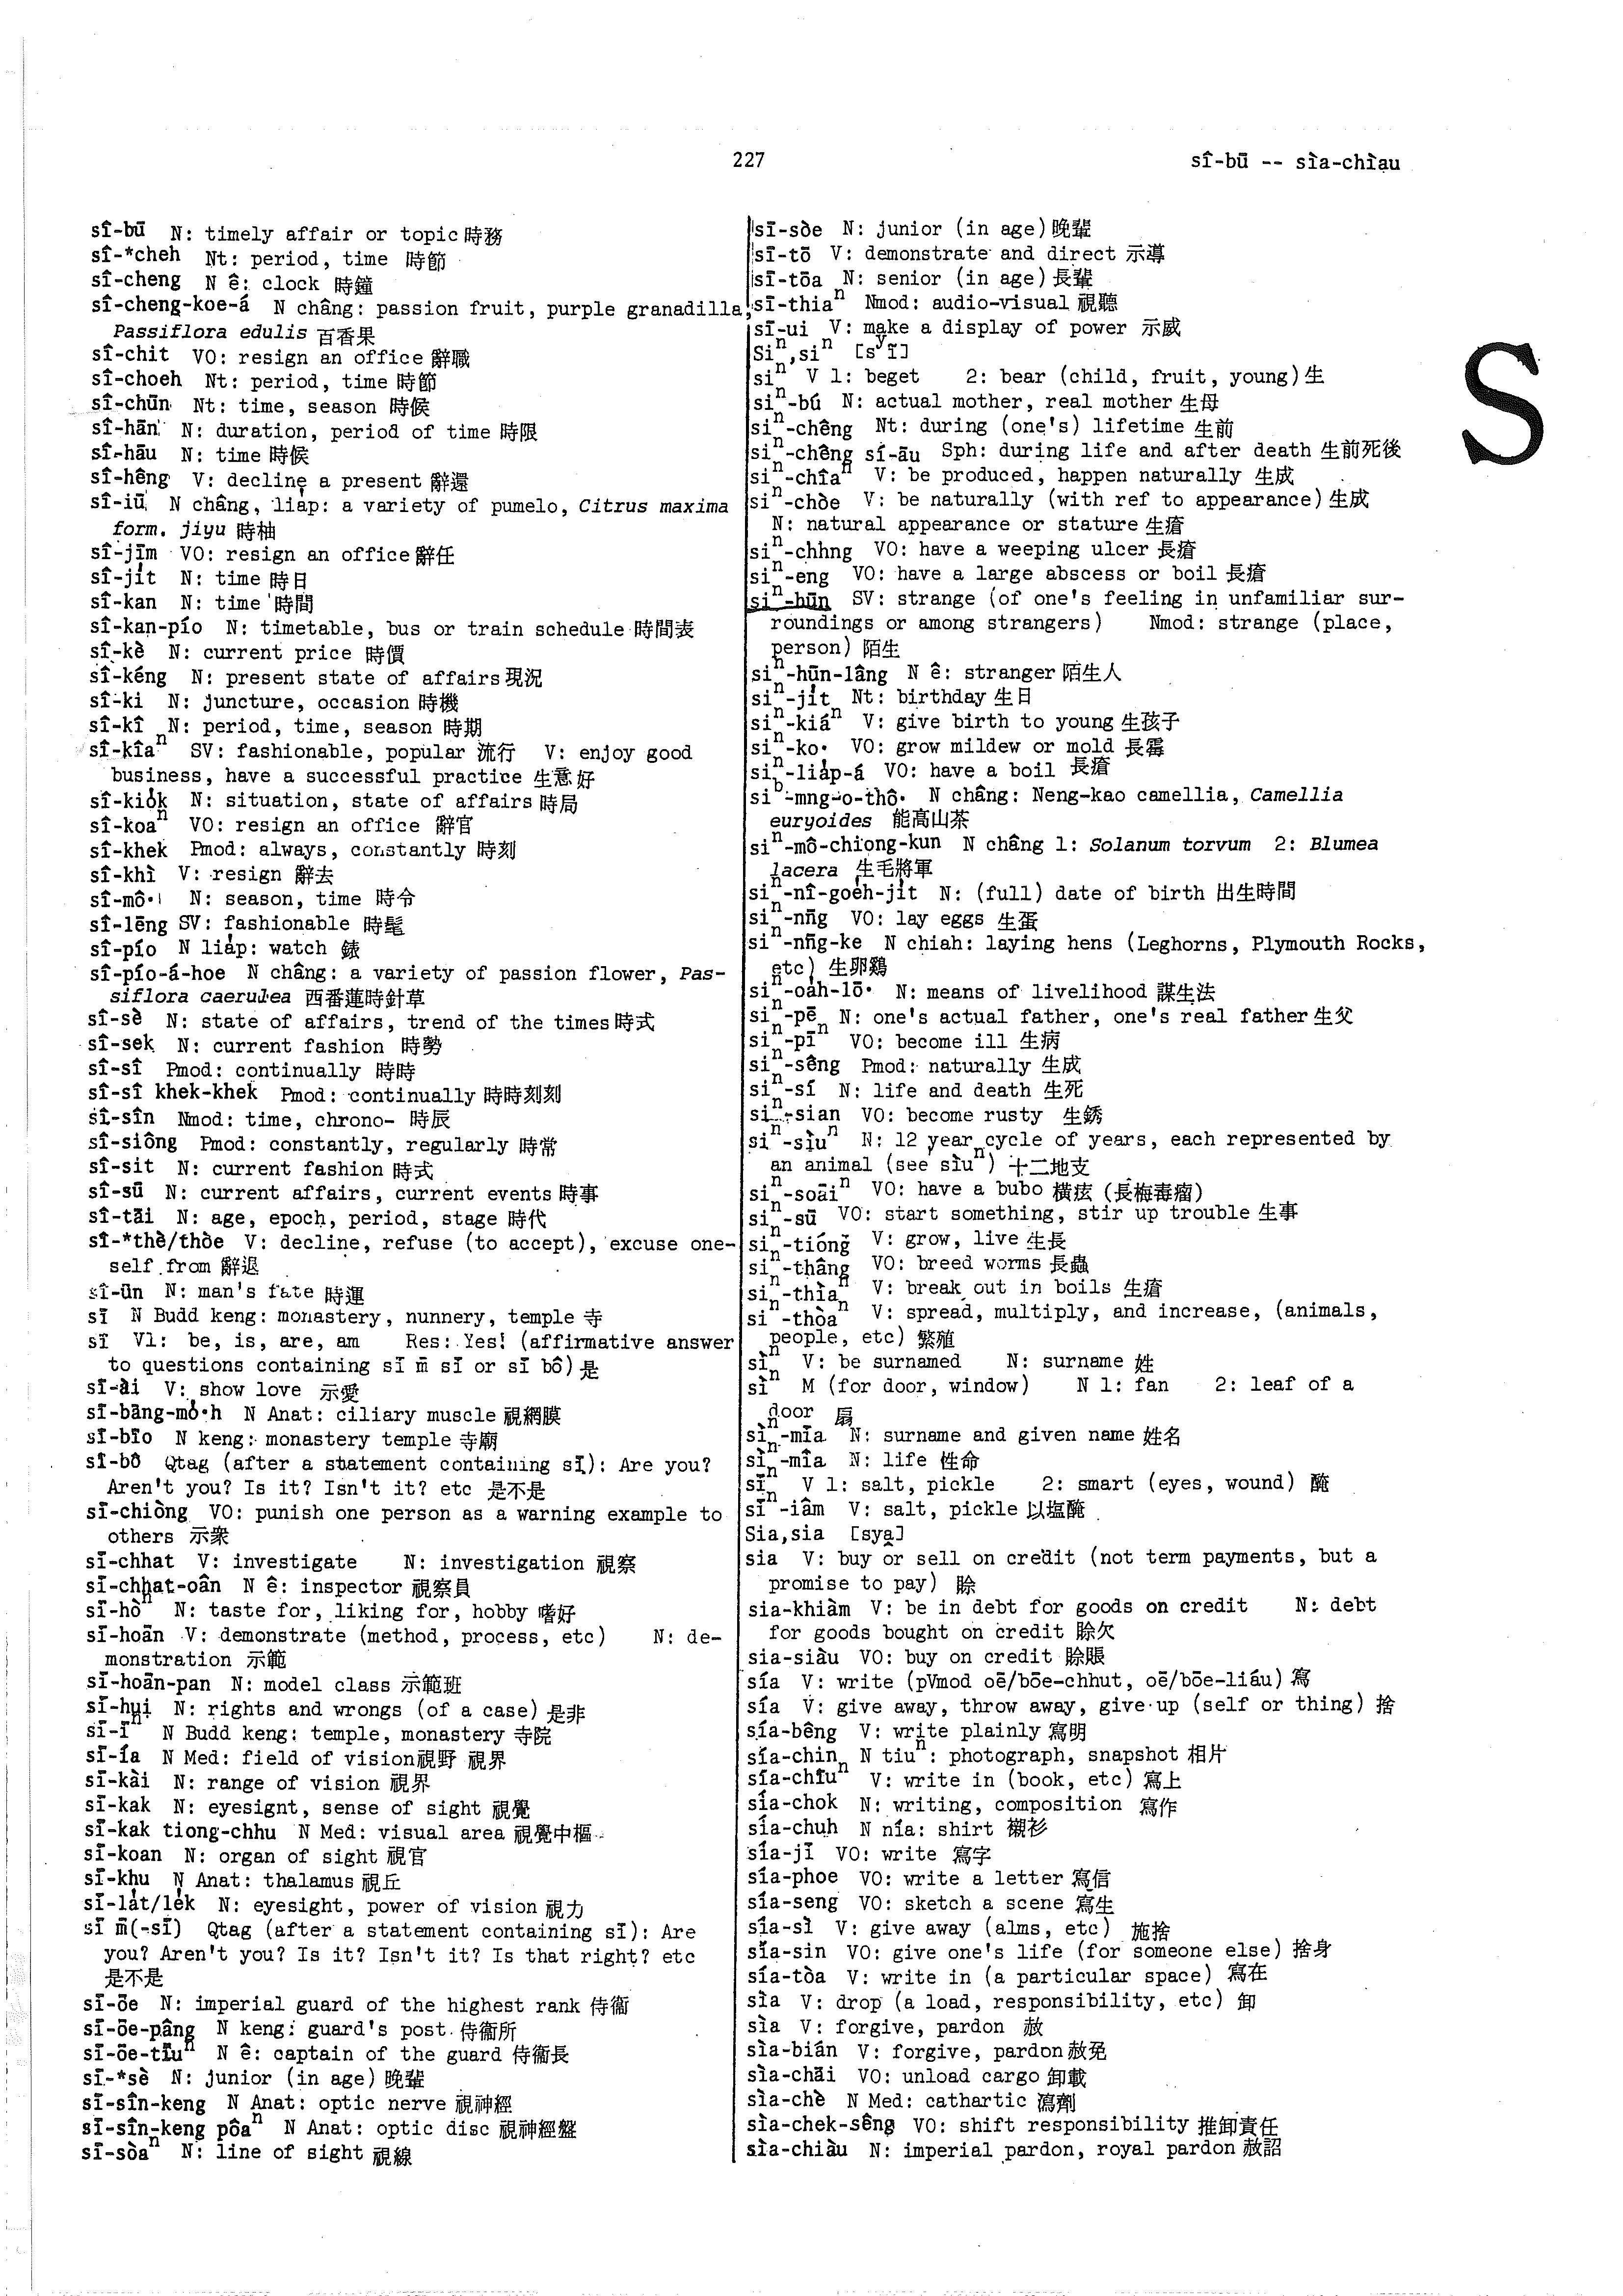 227
sî-bū -- sìa-chìau
sî-bū N: timely affair or topic 時務
sî-*cheh Nt: period, time 時節
sî-cheng N ê: clock 時鐘
sî-cheng-koe-á N châng: passion fruit, purple granadilla,
Passiflora edulis 百香果
sî-chit VO: resign an office 辭職
sî-choeh Nt: period, time 時節
sî-chūn Nt: time, season 時候
sî-hān N: duration, period of time 時限
sî-hāu N: time 時候
sî-hêng V: decline a present 辭還
sî-iū N châng, liap: a variety of pumelo, Citrus maxima
form. jiyu 時柚
sî-jīm VO: resign an office 辭任
sî-jit N: time 時日
sî-kan N: time 時間
sî-kan-pío N: timetable, bus or train schedule 時間表
sî-kè N: current price 時價
sî-kéng N: present state of affairs 現況
sî-ki N: juncture, occasion 時機
sî-kî N: period, time, season 時期
sî-kîaⁿ SV: fashionable, popular 流行 V: enjoy good
business, have a successful practice 生意好
sî-kio̍k N: situation, state of affairs 時局
sî-koaⁿ VO: resign an office 辭官
sî-khek Pmod: always, constantly 時刻
sî-khì V: resign 辭去
sî-mô· N: season, time 時令
sî-lēng SV: fashionable 時髦
sî-pío N lia̍p: watch 錶
sî-pío-á-hoe N châng: a variety of passion flower, Pas-
siflora caerulea 西番蓮時針草
sî-sè N: state of affairs, trend of the times 時式
sî-sek N: current fashion 時勢
sî-sî Pmod: continually 時時
sî-sî khek-khek Pmod: continually 時時刻刻
sî-sîn Nmod: time, chrono- 時辰
sî-siông Pmod: constantly, regularly 時常
sî-sit N: current fashion 時式
sî-sū N: current affairs, current events 時事
sî-tāi N: age, epoch, period, stage 時代
sî-*thè/thòe V: decline, refuse (to accept), excuse one-
self from 辭退
sî-ūn N: man's fate 時運
sī N Budd keng: monastery, nunnery, temple 寺
sī Vl: be, is, are, am Res: Yes! (affirmative answer
to questions containing sī m̄ sī or sī bô) 是
sī-ài V: show love 示愛
sī-bāng-mô·h N Anat: ciliary muscle 視網膜
sī-bīo N keng: monastery temple 寺廟
sī-bô Qtag (after a statement containing sī): Are you?
Aren't you? Is it? Isn't it? etc 是不是
sī-chiòng VO: punish one person as a warning example to
others 示衆
sī-chhat V: investigate N: investigation 視察
sī-chhat-oân N ê: inspector 視察員
sī-hòⁿ N: taste for, liking for, hobby 嗜好
sī-hoān V: demonstrate (method, process, etc) N: de-
monstration 示範
sī-hoān-pan N: model class 示範班
sī-hui N: rights and wrongs (of a case) 是非
sī-īⁿ N Budd keng: temple, monastery 寺院
sī-ía N Med: field of vision 視野 視界
sī-kài N: range of vision 視界
sī-kak N: eyesignt, sense of sight 視覺
sī-kak tiong-chhu N Med: visual area 視覺中樞
sī-koan N: organ of sight 視官
sī-khu N Anat: thalamus 視丘
sī-la̍t/le̍k N: eyesight, power of vision 視力
sī m̄(-sī) Qtag (after a statement containing sī): Are
you? Aren't you? Is it? Isn't it? Is that right? etc
是不是
sī-ōe N: imperial guard of the highest rank 侍衞
sī-ōe-pâng N keng: guard's post 侍衞所
sī-ōe-tīuⁿ N ê: captain of the guard 侍衞長
sī-*sè N: junior (in age) 晚輩
sī-sîn-keng N Anat: optic nerve 視神經
sī-sîn-keng pôaⁿ N Anat: optic disc 視神經盤
sī-sòaⁿ N: line of sight 視線
sī-sòe N: junior (in age) 晚輩
sī-tō V: demonstrate and direct 示導
sī-tōa N: senior (in age) 長輩
sī-thiaⁿ Nmod: audio-visual 視聽
sī-ui V: make a display of power 示威
Siⁿ,siⁿ [sʸĩ]
siⁿ V 1: beget 2: bear (child, fruit, young) 生
siⁿ-bú N: actual mother, real mother 生母
siⁿ-chêng Nt: during (one's) lifetime 生前
siⁿ-chêng sí-āu Sph: during life and after death 生前死後
siⁿ-chîaⁿ V: be produced, happen naturally 生成
siⁿ-chòe V: be naturally (with ref to appearance) 生成
N: natural appearance or stature 生瘡
siⁿ-chhng VO: have a weeping ulcer 長瘡
siⁿ-eng VO: have a large abscess or boil 長瘡
siⁿ-hūn SV: strange (of one's feeling in unfamiliar sur-
roundings or among strangers) Nmod: strange (place,
person) 陌生
siⁿ-hūn-lâng N ê: stranger 陌生人
siⁿ-ji̍t Nt: birthday 生日
siⁿ-kiáⁿ V: give birth to young 生孩子
siⁿ-ko· VO: grow mildew or mold 長霉
siⁿ-lia̍p-á VO: have a boil 長瘡
siⁿ-mng-o-thô· N châng: Neng-kao camellia, Camellia
euryoides 能高山茶
siⁿ-mô-chiong-kun N châng 1: Solanum torvum 2: Blumea
lacera 生毛將軍
siⁿ-nî-goe̍h-ji̍t N: (full) date of birth 出生時間
siⁿ-nn̄g VO: lay eggs 生蛋
siⁿ-nn̄g-ke N chiah: laying hens (Leghorns, Plymouth Rocks,
etc) 生卵鷄
siⁿ-oa̍h-lō· N: means of livelihood 謀生法
siⁿ-pē N: one's actual father, one's real father 生父
siⁿ-pīⁿ VO: become ill 生病
siⁿ-sêng Pmod: naturally 生成
siⁿ-sí N: life and death 生死
siⁿ-sian VO: become rusty 生銹
siⁿ-sìuⁿ N: 12 year cycle of years, each represented by
an animal (see sìuⁿ) 十二地支
siⁿ-soāiⁿ VO: have a bubo 橫痃 (長梅毒瘤)
siⁿ-sū VO: start something, stir up trouble 生事
siⁿ-tióng V: grow, live 生長
siⁿ-thâng VO: breed worms 長蟲
siⁿ-thìaⁿ V: break out in boils 生瘡
siⁿ-thòaⁿ V: spread, multiply, and increase, (animals,
people, etc) 繁殖
sìⁿ V: be surnamed N: surname 姓
sìⁿ M (for door, window) N 1: fan 2: leaf of a
door 扇
sìⁿ-mîa N: surname and given name 姓名
sìⁿ-mīa N: life 性命
sīⁿ V 1: salt, pickle 2: smart (eyes, wound) 醃
sīⁿ-iâm V: salt, pickle 以塩醃
Sia,sia [sya̤]
sia V: buy or sell on credit (not term payments, but a
promise to pay) 賒
sia-khiàm V: be in debt for goods on credit N: debt
for goods bought on credit 賒欠
sia-siàu VO: buy on credit 賒賬
sía V: write (pVmod oē/bōe-chhut, oē/bōe-liáu) 寫
sía V: give away, throw away, give up (self or thing) 捨
sía-bêng V: write plainly 寫明
sía-chin N tiuⁿ: photograph, snapshot 相片
sía-chīuⁿ V: write in (book, etc) 寫上
sía-chok N: writing, composition 寫作
sía-chuh N nía: shirt 襯衫
sía-jī VO: write 寫字
sía-phoe VO: write a letter 寫信
sía-seng VO: sketch a scene 寫生
sía-sì V: give away (alms, etc) 施捨
sía-sin VO: give one's life (for someone else) 捨身
sía-tòa V: write in (a particular space) 寫在
sìa V: drop (a load, responsibility, etc) 卸
sìa V: forgive, pardon 赦
sìa-bián V: forgive, pardon 赦免
sìa-chāi VO: unload cargo 卸載
sìa-chè N Med: cathartic 瀉劑
sìa-chek-sêng VO: shift responsibility 推卸責任
sìa-chiàu N: imperial pardon, royal pardon 赦詔
S